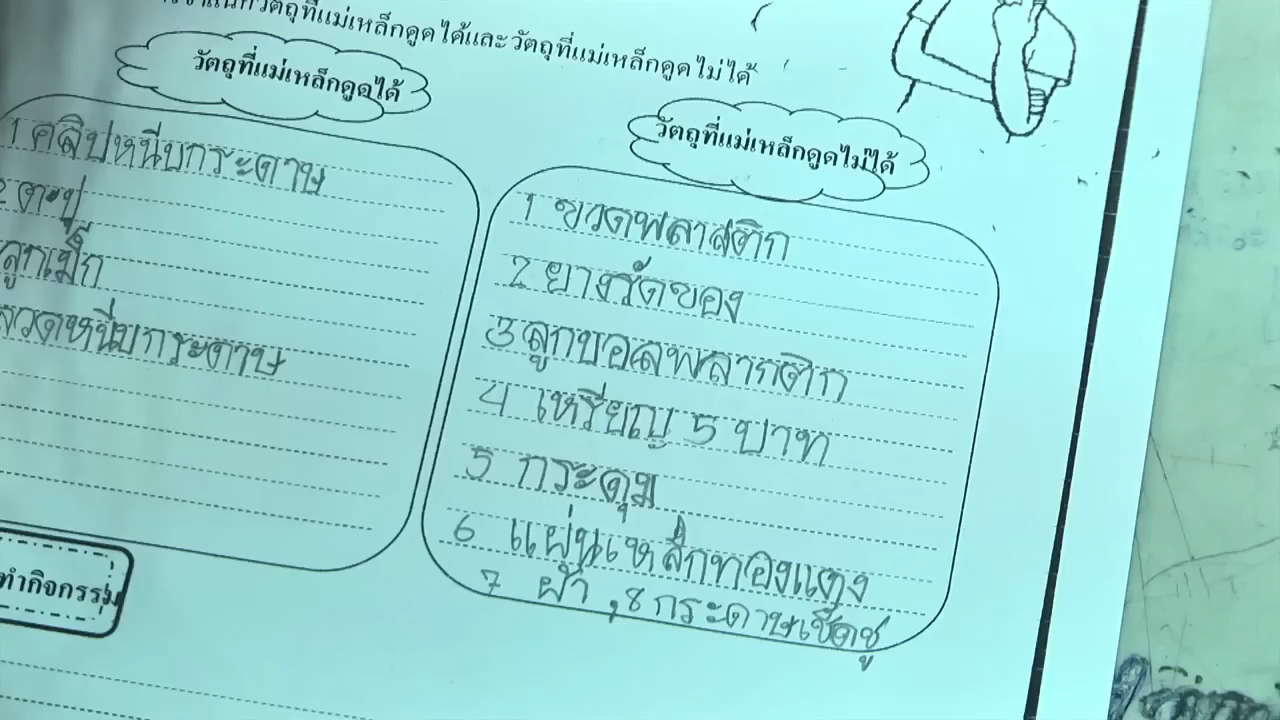 จำแนกวัตถุที่แม่เหล็กดูดได้และวัตถุที่แม่เหล็กดูดไม่ได้
วัตถุที่แม่เหล็กดูดได้
1 คลิปหนีบกระดาษ
2 ตะปู
ลูกเม็ก
ลวดหนีบกระดาษ
วัตถุที่แม่เหล็กดูดไม่ได้
1 ขวดพลาสติก
2 ยางรัดของ
3 ลูกบอลพลากติก
4 เหรียญ 5 บาท
5 กระดุม
6 แผ่นเหล็กทองแดง
7 ผ้า , 8 กระดาษเช็ดชู
ทำกิจกรรม